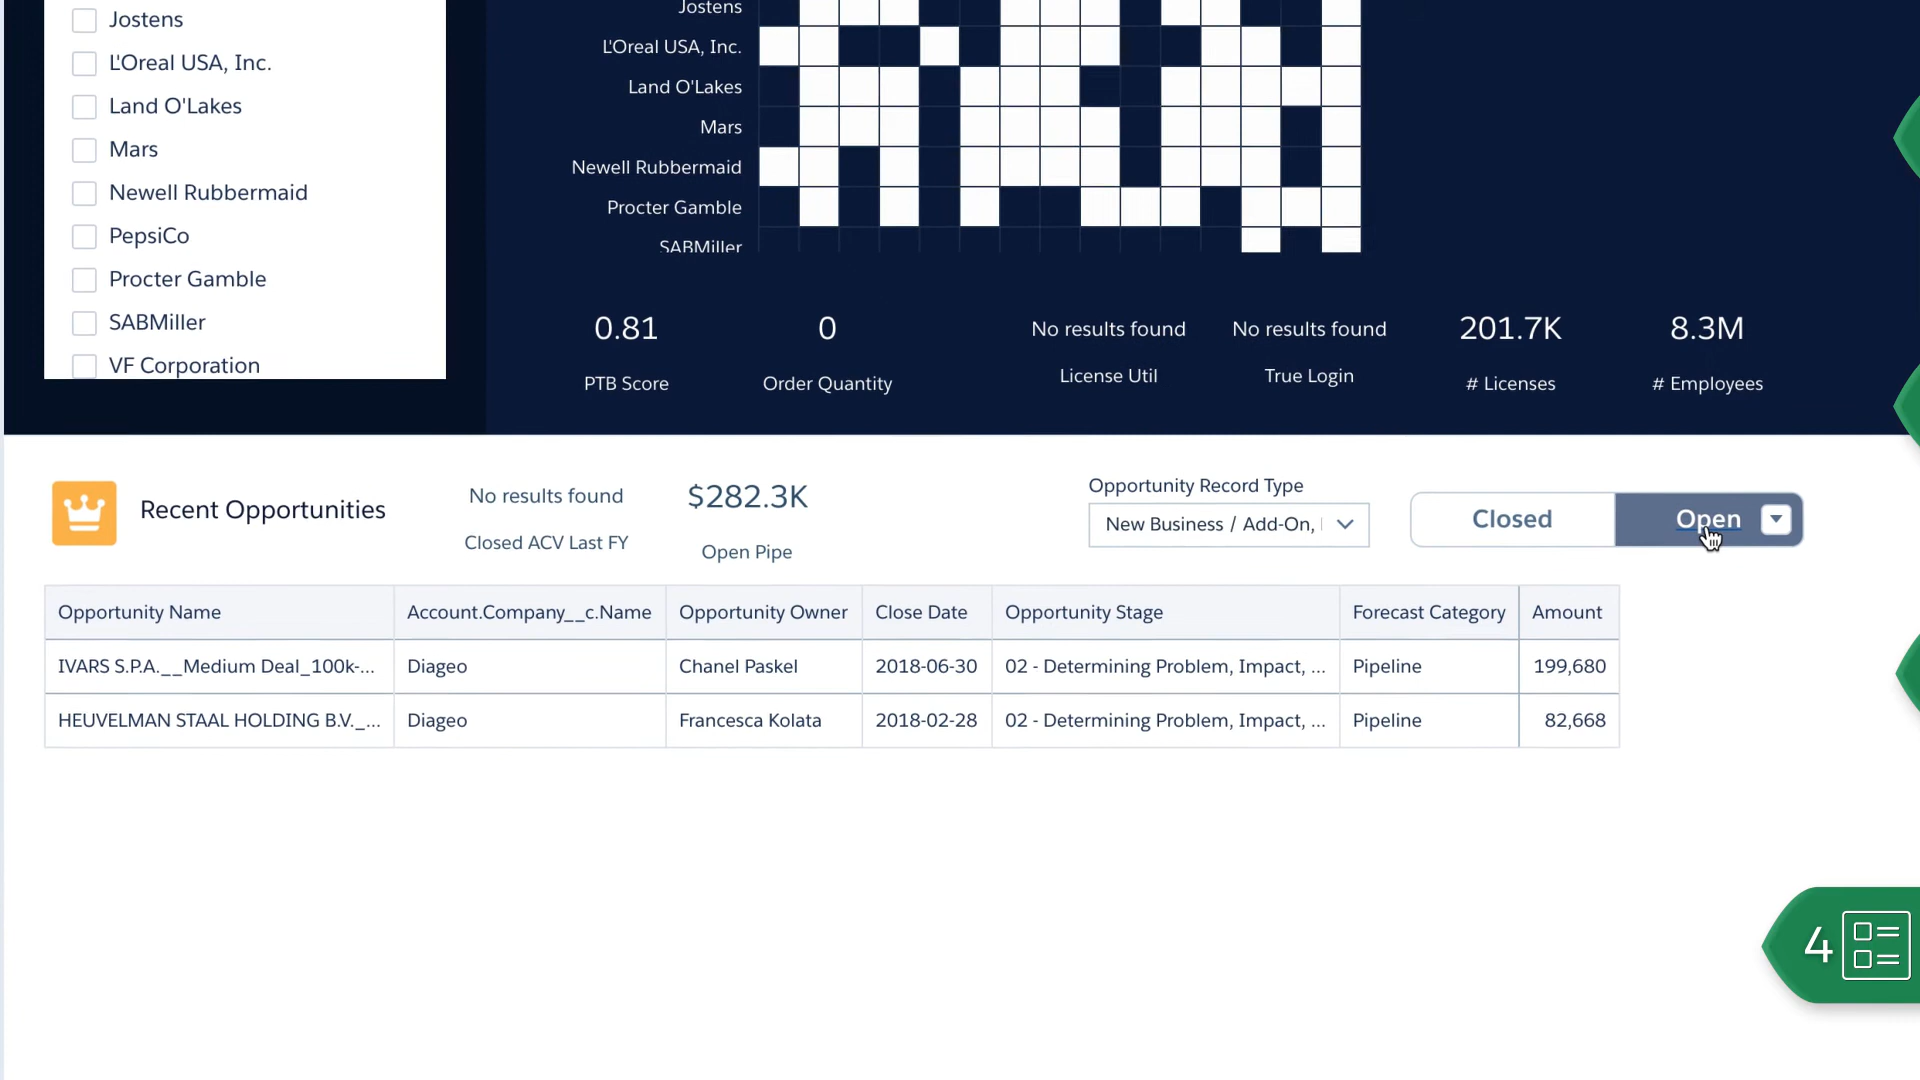 Jostens
L'Oreal USA, Inc.
Land O'Lakes
Mars
Newell Rubbermaid
PepsiCo
Procter Gamble
SABMiller
VF Corporation
Jostens
L'Oreal USA, Inc.
Land O'Lakes
Mars
Newell Rubbermaid
Procter Gamble
SABMiller
0.81
PTB Score
0
Order Quantity
No results found
License Util
No results found
True Login
201.7K
# Licenses
8.3M
# Employees
Recent Opportunities
No results found
Closed ACV Last FY
$282.3K
Open Pipe
Opportunity Record Type
New Business / Add-On,
Closed
Open
Opportunity Name Account.Company__c.Name Opportunity Owner Close Date Opportunity Stage Forecast Category Amount
IVARS S.P.A.__Medium Deal_100k-... Diageo Chanel Paskel 2018-06-30 02 - Determining Problem, Impact, ... Pipeline 199,680
HEUVELMAN STAAL HOLDING B.V._... Diageo Francesca Kolata 2018-02-28 02 - Determining Problem, Impact, ... Pipeline 82,668
4